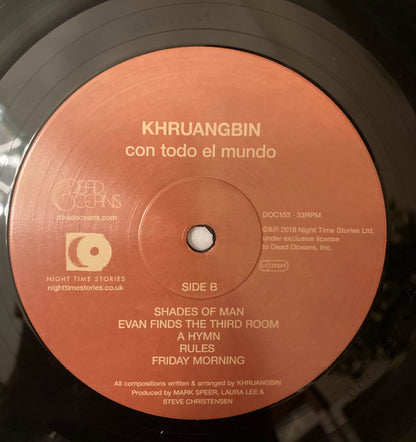 KHRUANGBIN
con todo el mundo
DEAD
OCEANS
deadoceans.com
DOC153 · 33RPM
©&℗ 2018 Night Time Stories Ltd,
under exclusive license
to Dead Oceans, Inc.
NIGHT TIME STORIES
nighttimestories.co.uk
SIDE B
SHADES OF MAN
EVAN FINDS THE THIRD ROOM
A HYMN
RULES
FRIDAY MORNING
All compositions written & arranged by KHRUANGBIN
Produced by MARK SPEER, LAURA LEE &
STEVE CHRISTENSEN